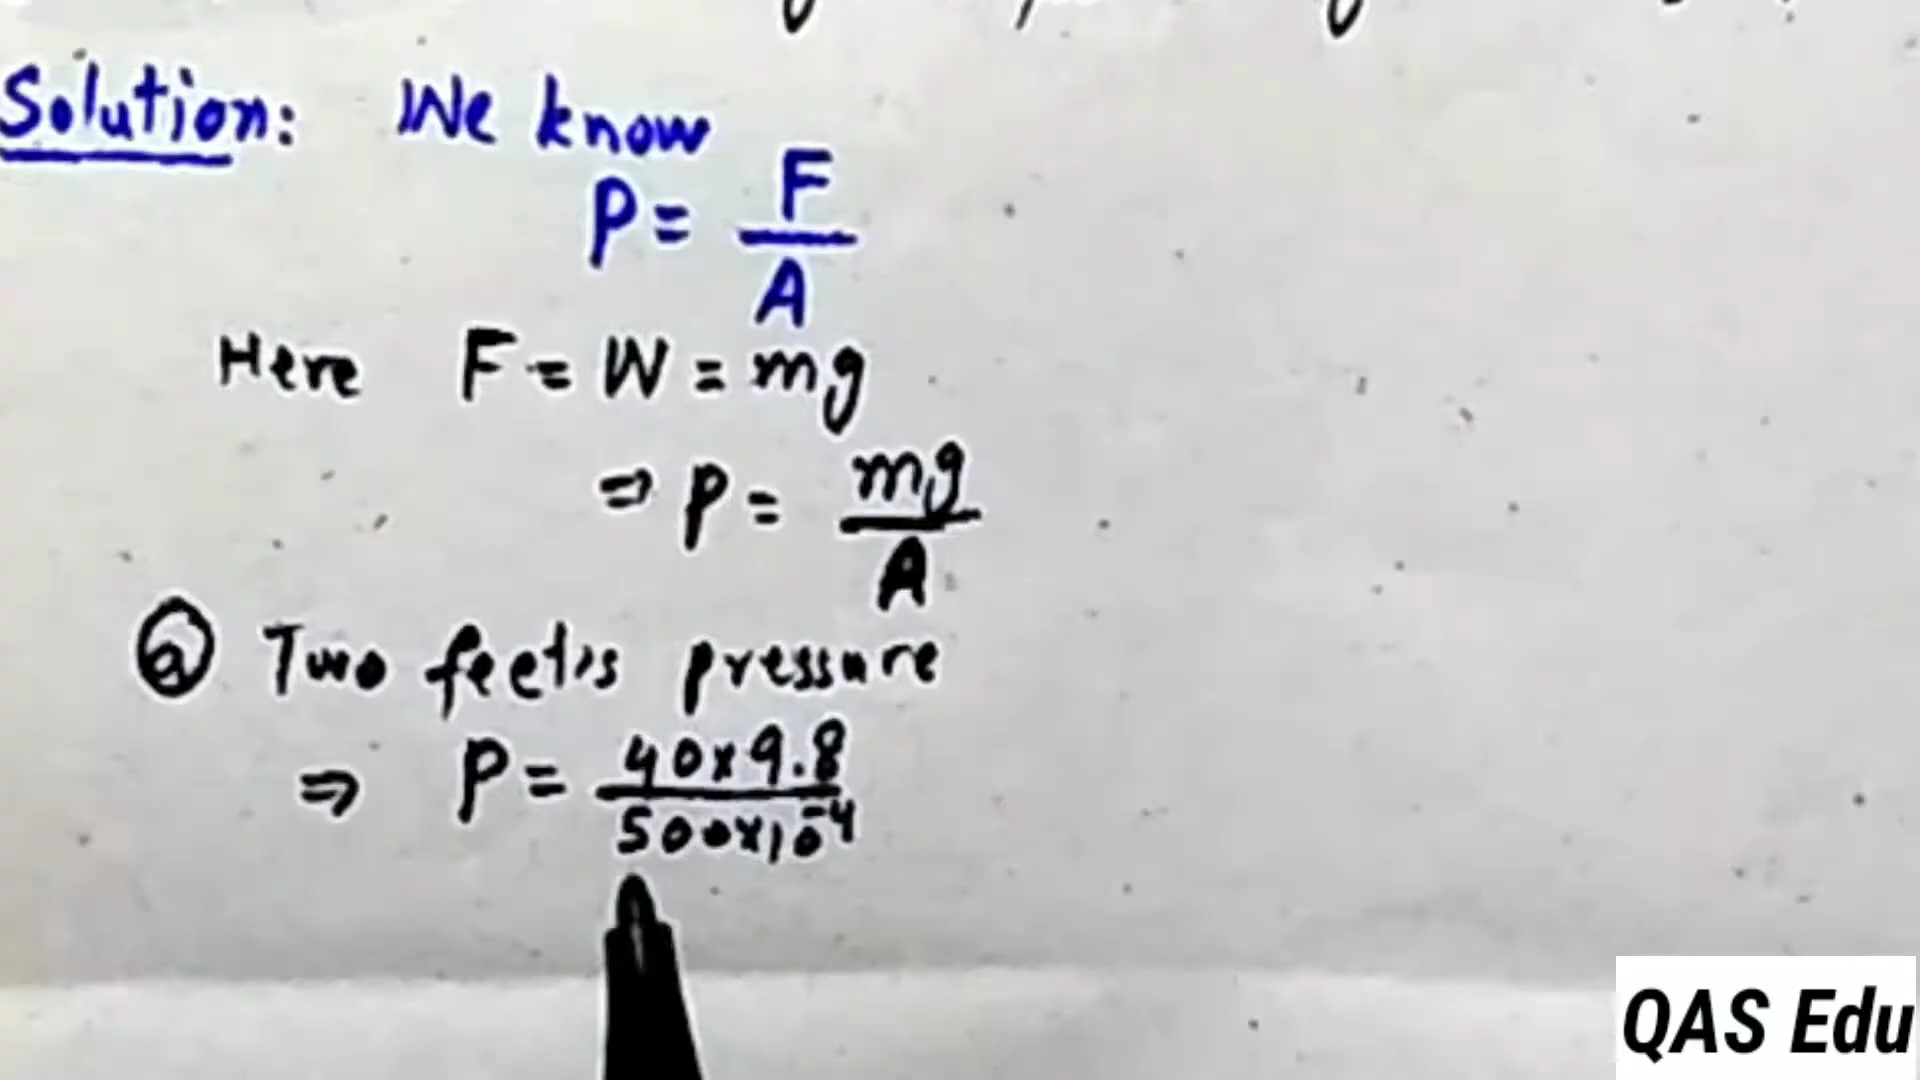 Solution: We know
P = F / A
Here F = W = mg
⇒ P = mg / A
ⓐ Two feet's pressure
⇒ P = 40×9.8 / 500×10⁻⁴
QAS Edu